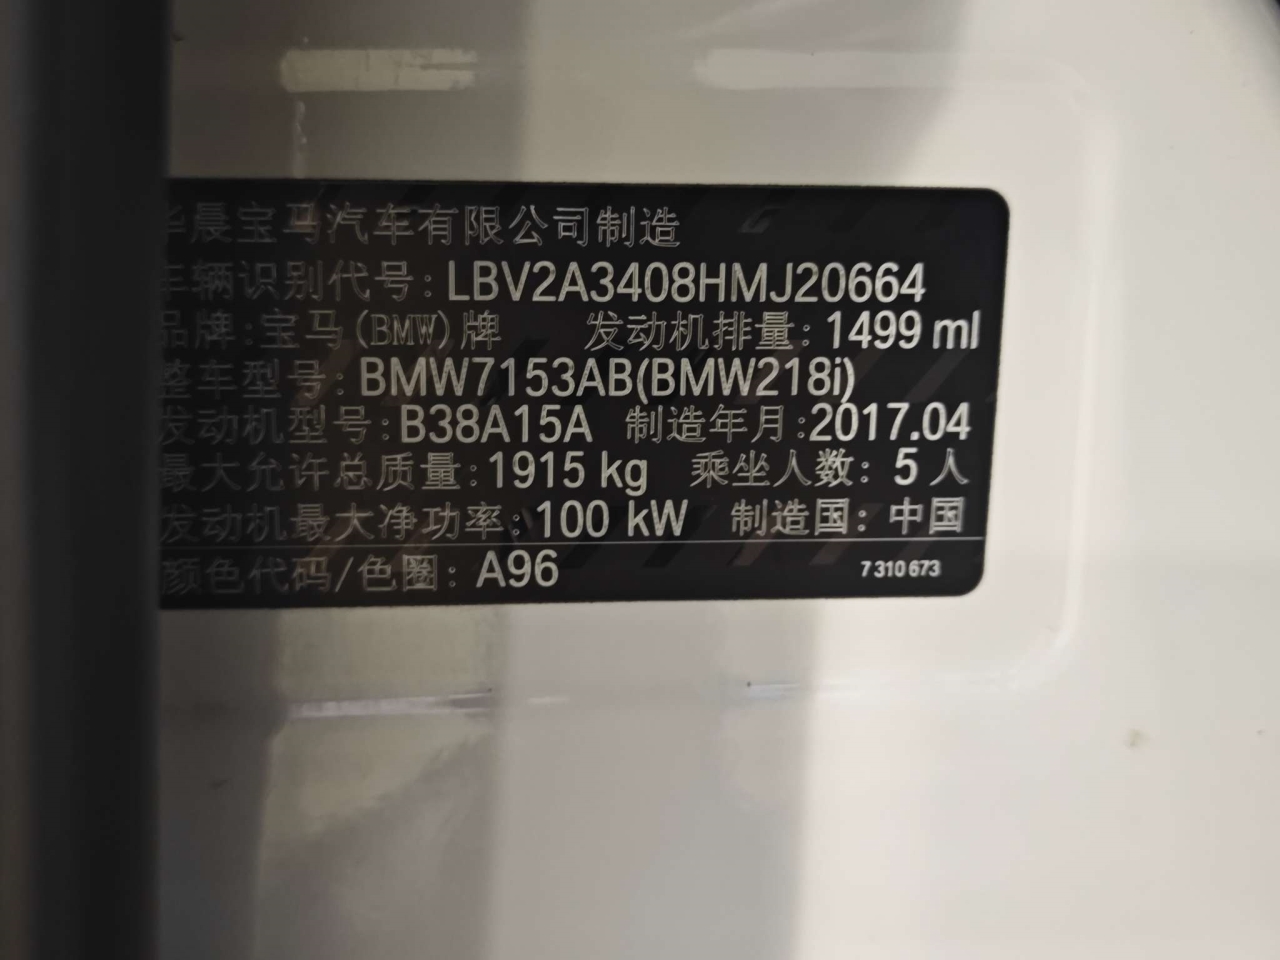 华晨宝马汽车有限公司制造
车辆识别代号: LBV2A3408HMJ20664
品牌: 宝马(BMW)牌 发动机排量: 1499 ml
整车型号: BMW7153AB(BMW218i)
发动机型号: B38A15A 制造年月: 2017.04
最大允许总质量: 1915 kg 乘坐人数: 5 人
发动机最大净功率: 100 kW 制造国: 中国
颜色代码/色圈: A96 7 310 673